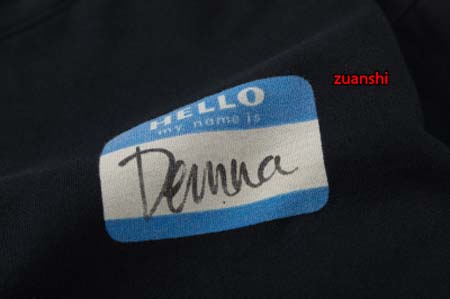 zuanshi
HELLO
my name is
Demna